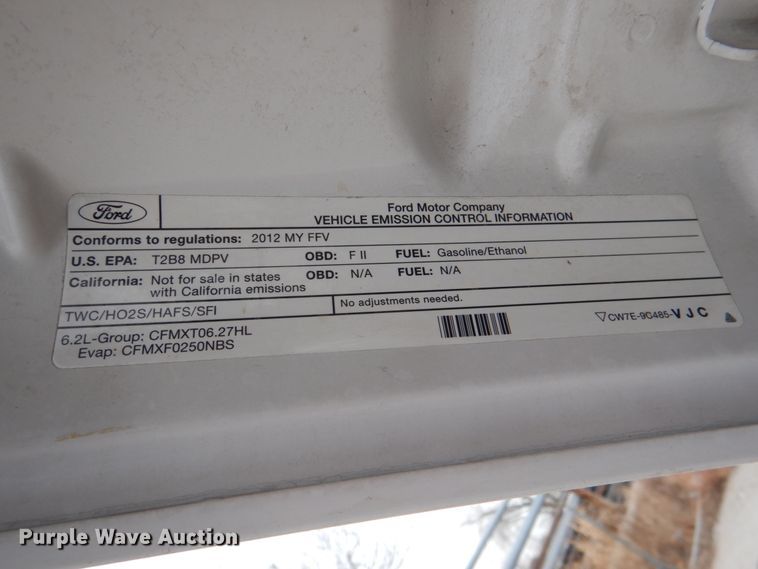 Ford
Ford Motor Company
VEHICLE EMISSION CONTROL INFORMATION
Conforms to regulations: 2012 MY FFV
U.S. EPA: T2B8 MDPV OBD: F II FUEL: Gasoline/Ethanol
California: Not for sale in states with California emissions OBD: N/A FUEL: N/A
TWC/HO2S/HAFS/SFI
No adjustments needed.
6.2L-Group: CFMXT06.27HL
Evap: CFMXF0250NBS
CW7E-9C485-VJC
Purple Wave Auction